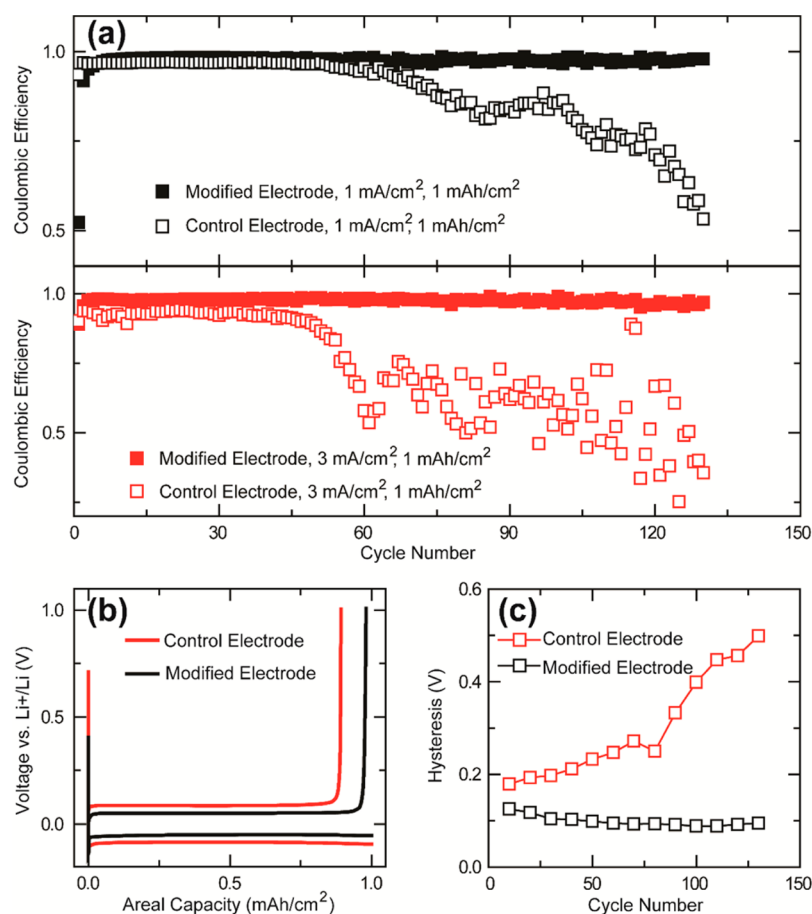 (a)
1.0
Coulombic Efficiency
0.5
Modified Electrode, 1 mA/cm², 1 mAh/cm²
Control Electrode, 1 mA/cm², 1 mAh/cm²
1.0
Coulombic Efficiency
0.5
Modified Electrode, 3 mA/cm², 1 mAh/cm²
Control Electrode, 3 mA/cm², 1 mAh/cm²
0 30 60 90 120 150
Cycle Number
(b)
1.0
Control Electrode
Modified Electrode
Voltage vs. Li+/Li (V)
0.5
0.0
0.0 0.5 1.0
Areal Capacity (mAh/cm²)
(c)
0.6
Control Electrode
Modified Electrode
Hysteresis (V)
0.4
0.2
0.0
0 50 100 150
Cycle Number